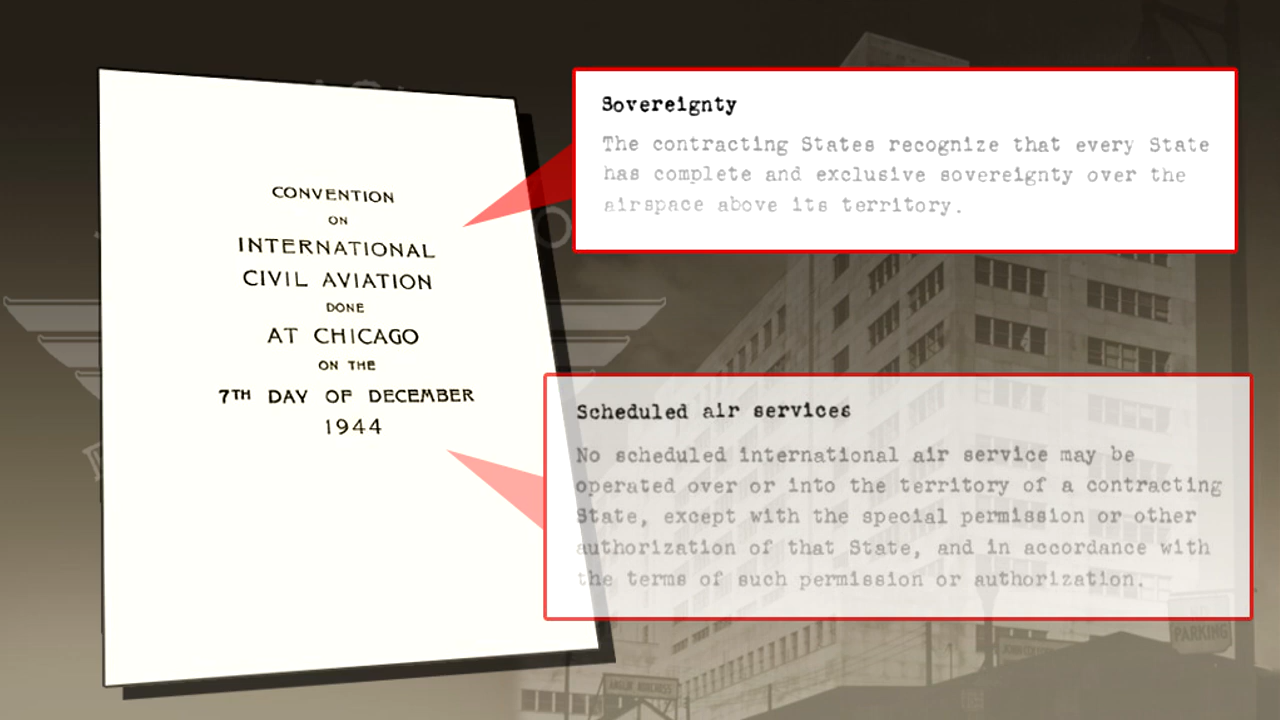 CONVENTION
ON
INTERNATIONAL
CIVIL AVIATION
DONE
AT CHICAGO
ON THE
7TH DAY OF DECEMBER
1944
Sovereignty
The contracting States recognize that every State
has complete and exclusive sovereignty over the
airspace above its territory.
Scheduled air services
No scheduled international air service may be
operated over or into the territory of a contracting
State, except with the special permission or other
authorization of that State, and in accordance with
the terms of such permission or authorization.
PARKING